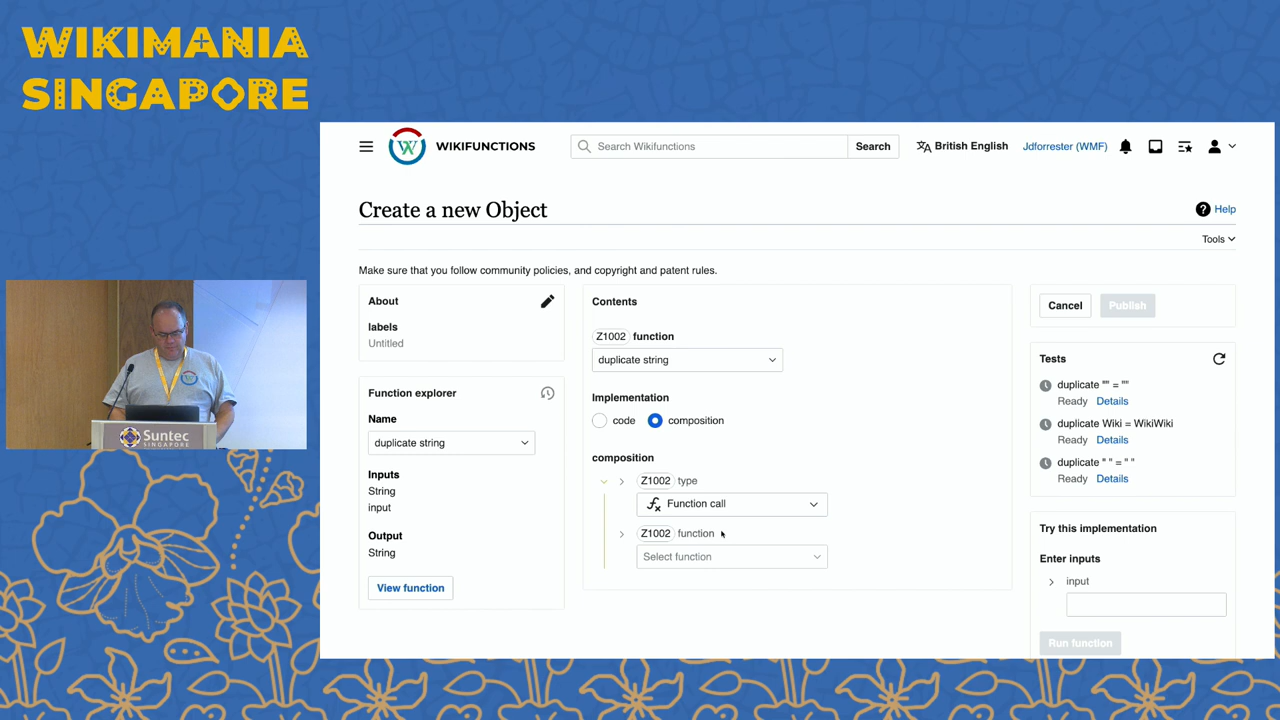 WIKIMANIA
SINGAPORE
WIKIFUNCTIONS
Search Wikifunctions
Search
British English
Jdforrester (WMF)
Create a new Object
Help
Tools
Make sure that you follow community policies, and copyright and patent rules.
About
labels
Untitled
Function explorer
Name
duplicate string
Inputs
String
input
Output
String
View function
Contents
Z1002 function
duplicate string
Implementation
code
composition
composition
Z1002 type
Function call
Z1002 function
Select function
Cancel
Publish
Tests
duplicate "" = ""
Ready Details
duplicate Wiki = WikiWiki
Ready Details
duplicate " " = " "
Ready Details
Try this implementation
Enter inputs
input
Run function
Suntec
SINGAPORE